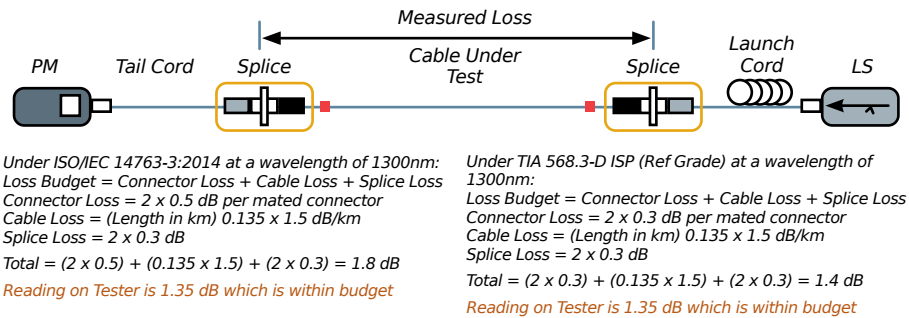 Measured Loss
PM
Tail Cord
Splice
Cable Under
Test
Splice
Launch
Cord
LS
Under ISO/IEC 14763-3:2014 at a wavelength of 1300nm:
Loss Budget = Connector Loss + Cable Loss + Splice Loss
Connector Loss = 2 x 0.5 dB per mated connector
Cable Loss = (Length in km) 0.135 x 1.5 dB/km
Splice Loss = 2 x 0.3 dB
Total = (2 x 0.5) + (0.135 x 1.5) + (2 x 0.3) = 1.8 dB
Reading on Tester is 1.35 dB which is within budget
Under TIA 568.3-D ISP (Ref Grade) at a wavelength of
1300nm:
Loss Budget = Connector Loss + Cable Loss + Splice Loss
Connector Loss = 2 x 0.3 dB per mated connector
Cable Loss = (Length in km) 0.135 x 1.5 dB/km
Splice Loss = 2 x 0.3 dB
Total = (2 x 0.3) + (0.135 x 1.5) + (2 x 0.3) = 1.4 dB
Reading on Tester is 1.35 dB which is within budget